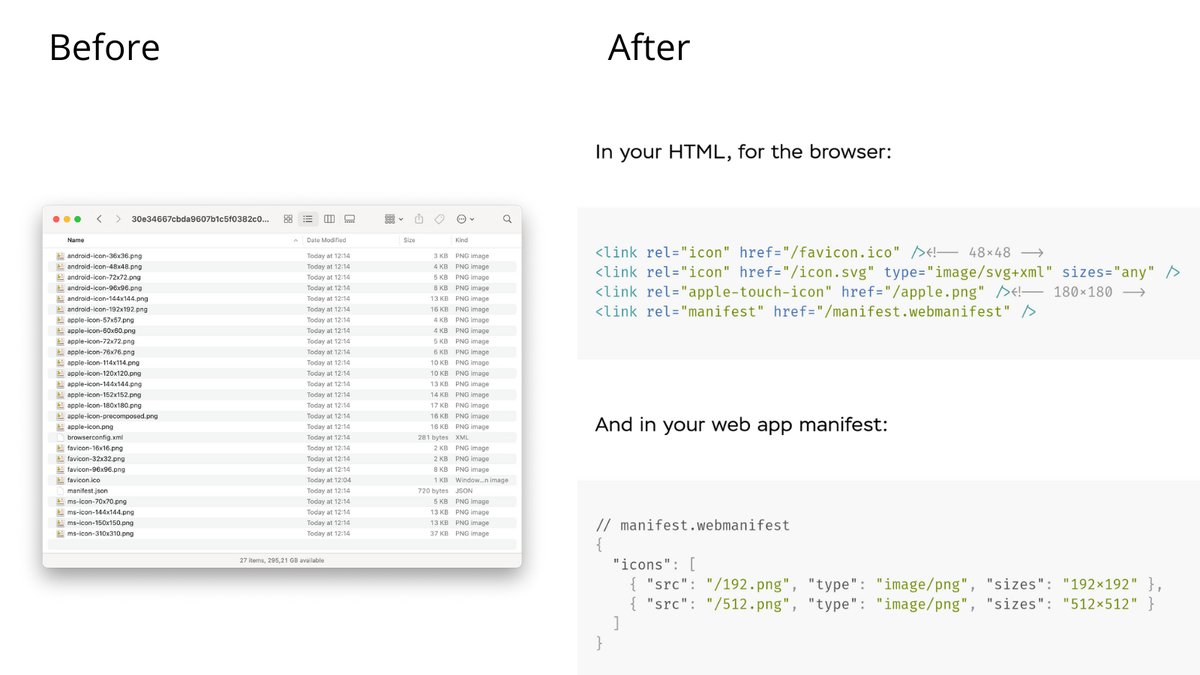 Before
After
30e34667cbda9607b1c5f0382c0...
Name Date Modified Size Kind
android-icon-36x36.png Today at 12:14 3 KB PNG image
android-icon-48x48.png Today at 12:14 4 KB PNG image
android-icon-72x72.png Today at 12:14 5 KB PNG image
android-icon-96x96.png Today at 12:14 6 KB PNG image
android-icon-144x144.png Today at 12:14 13 KB PNG image
android-icon-192x192.png Today at 12:14 16 KB PNG image
apple-icon-57x57.png Today at 12:14 4 KB PNG image
apple-icon-60x60.png Today at 12:14 4 KB PNG image
apple-icon-72x72.png Today at 12:14 5 KB PNG image
apple-icon-76x76.png Today at 12:14 6 KB PNG image
apple-icon-114x114.png Today at 12:14 10 KB PNG image
apple-icon-120x120.png Today at 12:14 10 KB PNG image
apple-icon-144x144.png Today at 12:14 13 KB PNG image
apple-icon-152x152.png Today at 12:14 14 KB PNG image
apple-icon-180x180.png Today at 12:14 17 KB PNG image
apple-icon-precomposed.png Today at 12:14 16 KB PNG image
apple-icon.png Today at 12:14 16 KB PNG image
browserconfig.xml Today at 12:14 281 bytes XML
favicon-16x16.png Today at 12:14 2 KB PNG image
favicon-32x32.png Today at 12:14 2 KB PNG image
favicon-96x96.png Today at 12:14 8 KB PNG image
favicon.ico Today at 12:04 1 KB Window...n image
manifest.json Today at 12:14 720 bytes JSON
ms-icon-70x70.png Today at 12:14 5 KB PNG image
ms-icon-144x144.png Today at 12:14 13 KB PNG image
ms-icon-150x150.png Today at 12:14 13 KB PNG image
ms-icon-310x310.png Today at 12:14 37 KB PNG image
27 items, 295,21 GB available
In your HTML, for the browser:
<link rel="icon" href="/favicon.ico" /><!-- 48×48 -->
<link rel="icon" href="/icon.svg" type="image/svg+xml" sizes="any" />
<link rel="apple-touch-icon" href="/apple.png" /><!-- 180×180 -->
<link rel="manifest" href="/manifest.webmanifest" />
And in your web app manifest:
// manifest.webmanifest
{
"icons": [
{ "src": "/192.png", "type": "image/png", "sizes": "192×192" },
{ "src": "/512.png", "type": "image/png", "sizes": "512×512" }
]
}